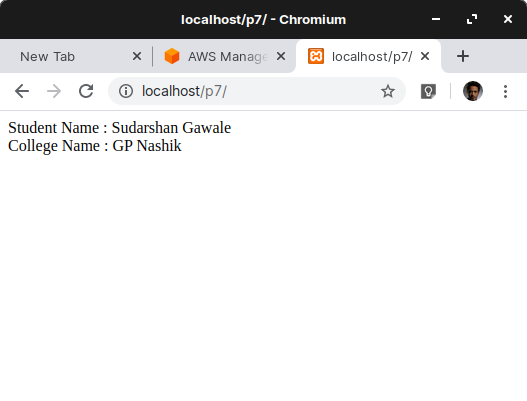 localhost/p7/ - Chromium
New Tab
AWS Manage
localhost/p7/
localhost/p7/
Student Name : Sudarshan Gawale
College Name : GP Nashik